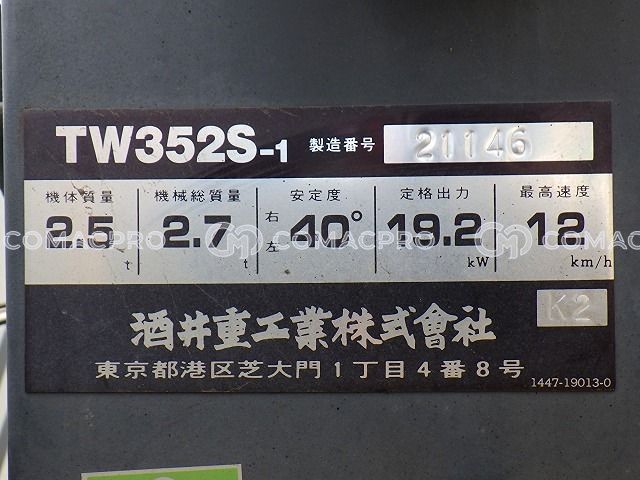 TW352S-1 製造番号 21146
機体質量 機械総質量 安定度 定格出力 最高速度
2.5 t 2.7 t 右左 40° 19.2 kW 12 km/h
COMACPRO COMACPRO COMACPRO
K2
酒井重工業株式會社
東京都港区芝大門1丁目4番8号
1447-19013-0